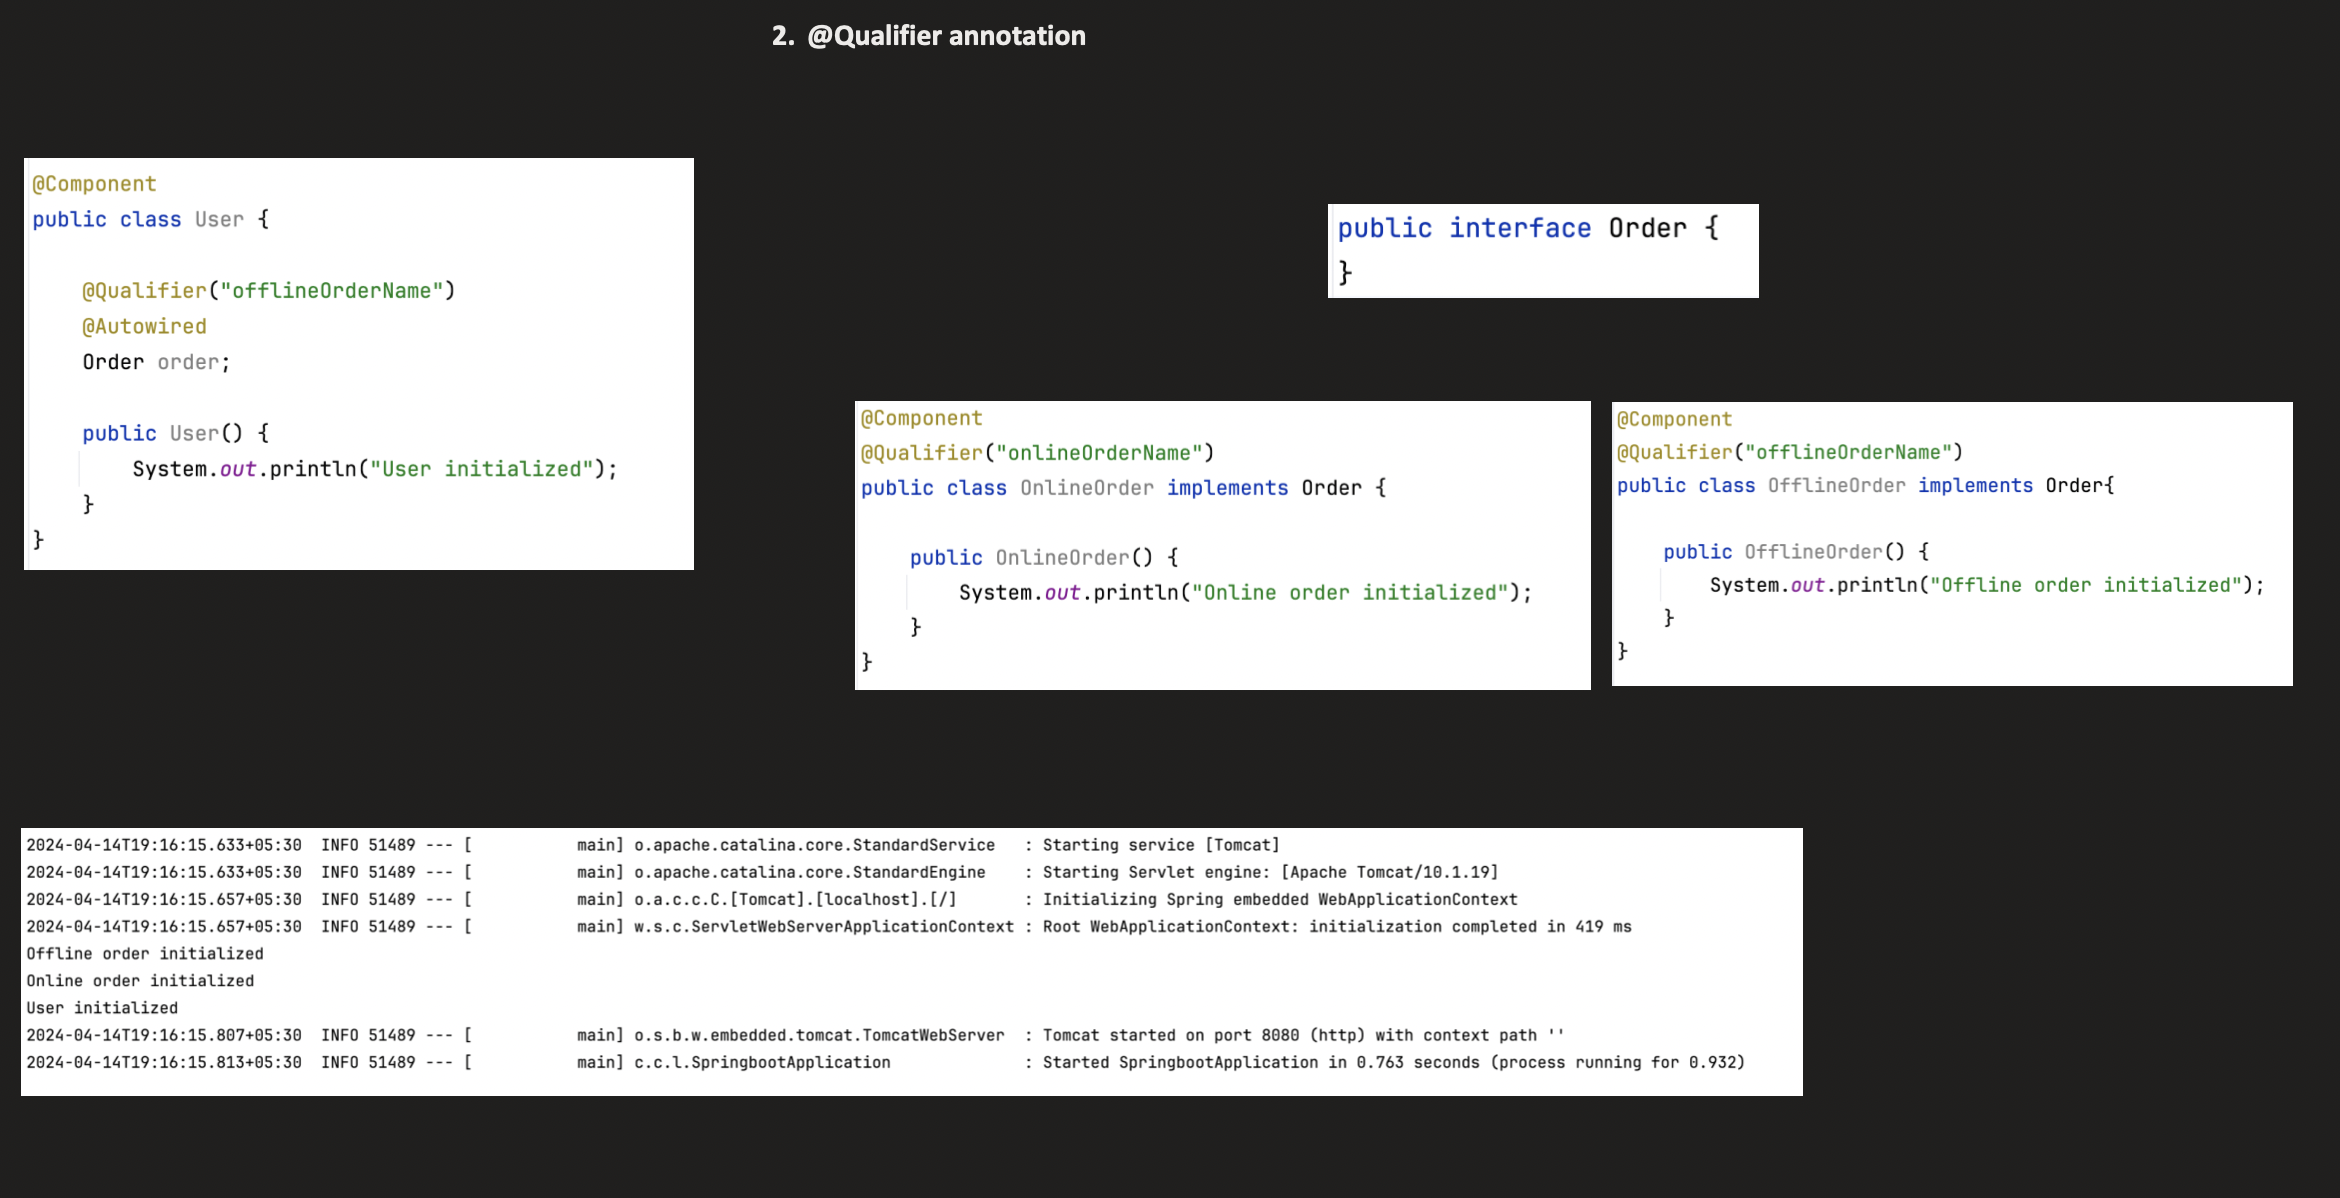 2. @Qualifier annotation
@Component
public class User {
@Qualifier("offlineOrderName")
@Autowired
Order order;
public User() {
System.out.println("User initialized");
}
}
public interface Order {
}
@Component
@Qualifier("onlineOrderName")
public class OnlineOrder implements Order {
public OnlineOrder() {
System.out.println("Online order initialized");
}
}
@Component
@Qualifier("offlineOrderName")
public class OfflineOrder implements Order{
public OfflineOrder() {
System.out.println("Offline order initialized");
}
}
2024-04-14T19:16:15.633+05:30  INFO 51489 --- [           main] o.apache.catalina.core.StandardService   : Starting service [Tomcat]
2024-04-14T19:16:15.633+05:30  INFO 51489 --- [           main] o.apache.catalina.core.StandardEngine    : Starting Servlet engine: [Apache Tomcat/10.1.19]
2024-04-14T19:16:15.657+05:30  INFO 51489 --- [           main] o.a.c.c.C.[Tomcat].[localhost].[/]       : Initializing Spring embedded WebApplicationContext
2024-04-14T19:16:15.657+05:30  INFO 51489 --- [           main] w.s.c.ServletWebServerApplicationContext : Root WebApplicationContext: initialization completed in 419 ms
Offline order initialized
Online order initialized
User initialized
2024-04-14T19:16:15.807+05:30  INFO 51489 --- [           main] o.s.b.w.embedded.tomcat.TomcatWebServer  : Tomcat started on port 8080 (http) with context path ''
2024-04-14T19:16:15.813+05:30  INFO 51489 --- [           main] c.c.l.SpringbootApplication              : Started SpringbootApplication in 0.763 seconds (process running for 0.932)